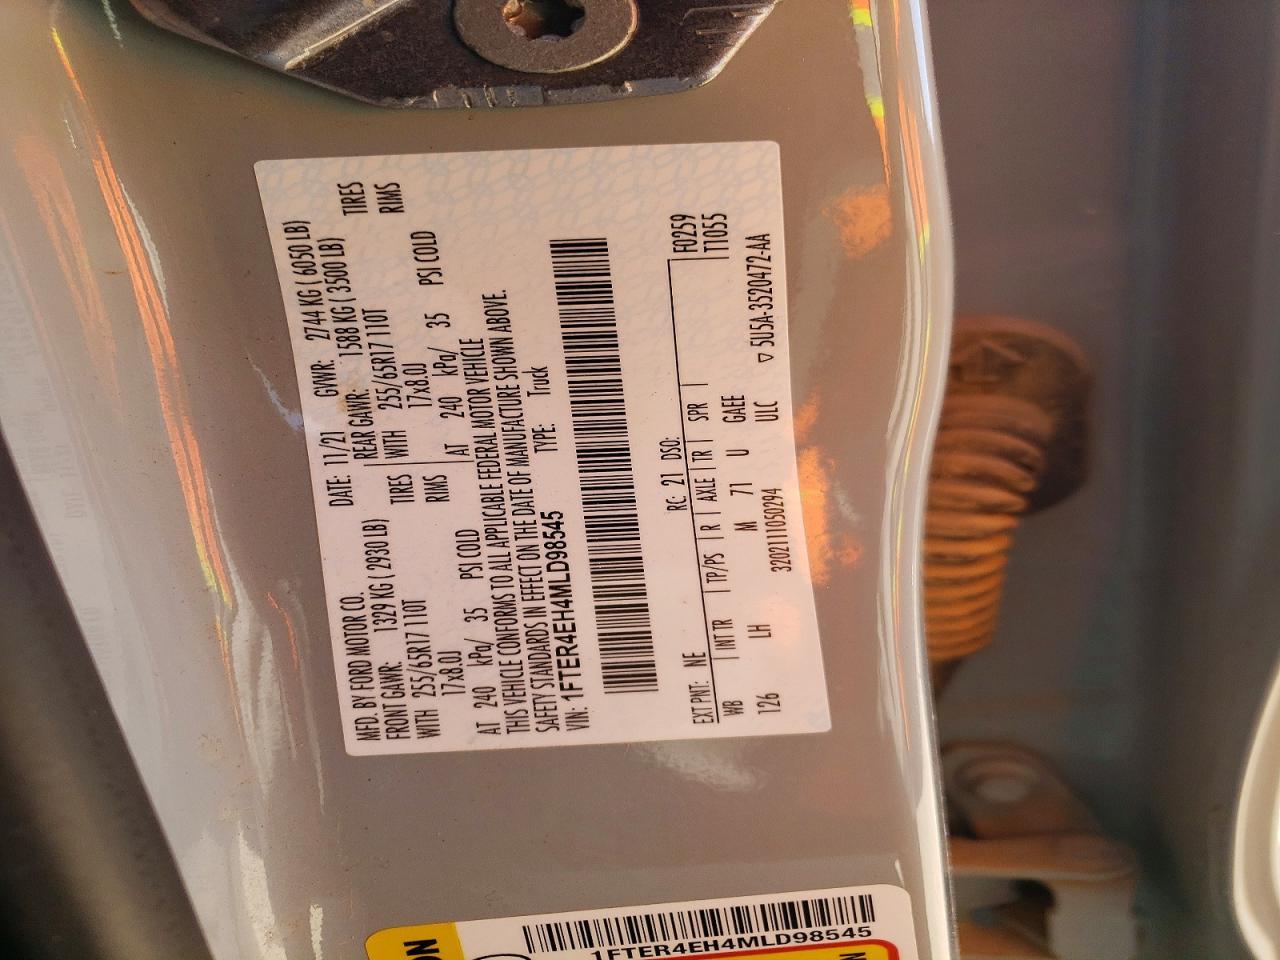 MFD. BY FORD MOTOR CO. DATE: 11/21 GVWR: 2744 KG ( 6050 LB)
FRONT GAWR: 1329 KG ( 2930 LB) REAR GAWR: 1588 KG ( 3500 LB)
WITH 255/65R17 110T TIRES WITH 255/65R17 110T TIRES
17x8.0J RIMS 17x8.0J RIMS
AT 240 kPa/ 35 PSI COLD AT 240 kPa/ 35 PSI COLD
THIS VEHICLE CONFORMS TO ALL APPLICABLE FEDERAL MOTOR VEHICLE
SAFETY STANDARDS IN EFFECT ON THE DATE OF MANUFACTURE SHOWN ABOVE.
VIN: 1FTER4EH4MLD98545 TYPE: Truck
EXT PNT: NE RC: 21 DSO: F0259
WB INT TR TP/PS R AXLE TR SPR T1055
126 LH M 71 U GAEE
3202111050294 ULC ▽ 5U5A-3520472-AA
ON
1FTER4EH4MLD98545